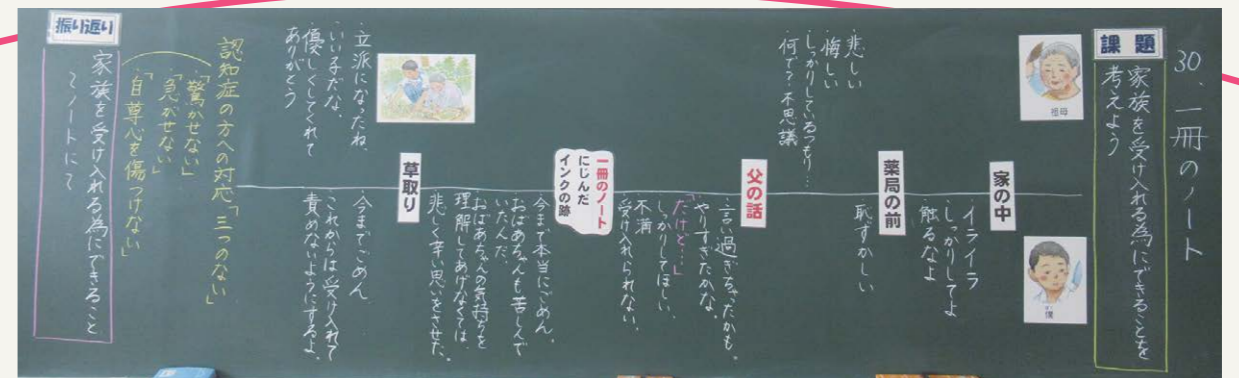 30. 一冊のノート
課題
家族を受け入れる為にできることを
考えよう
祖母
僕
家の中
・イライラ
・しっかりしてよ
・触るなよ
薬局の前
恥ずかしい
・悲しい
・悔しい
・しっかりしているつもり…
・何で?不思議
父の話
・言い過ぎちゃったかも。
やりすぎたかな。
「だけど…」
しっかりしてほしい、
不満
受け入れられない、
一冊のノート
にじんだ
インクの跡
今まで本当にごめん。
おばあちゃんも苦しんで
いたんだ。
おばあちゃんの気持ちを
理解してあげなくては、
悲しく辛い思いをさせた。
草取り
・立派になったね、
・いい子だな、
・優しくしてくれて
ありがとう
・今までごめん
・これからは受け入れて
責めないようにするよ、
認知症の方への対応「三つのない」
「驚かせない」
「急がせない」
「自尊心を傷つけない」
振り返り
家族を受け入れる為にできること
てノートにて